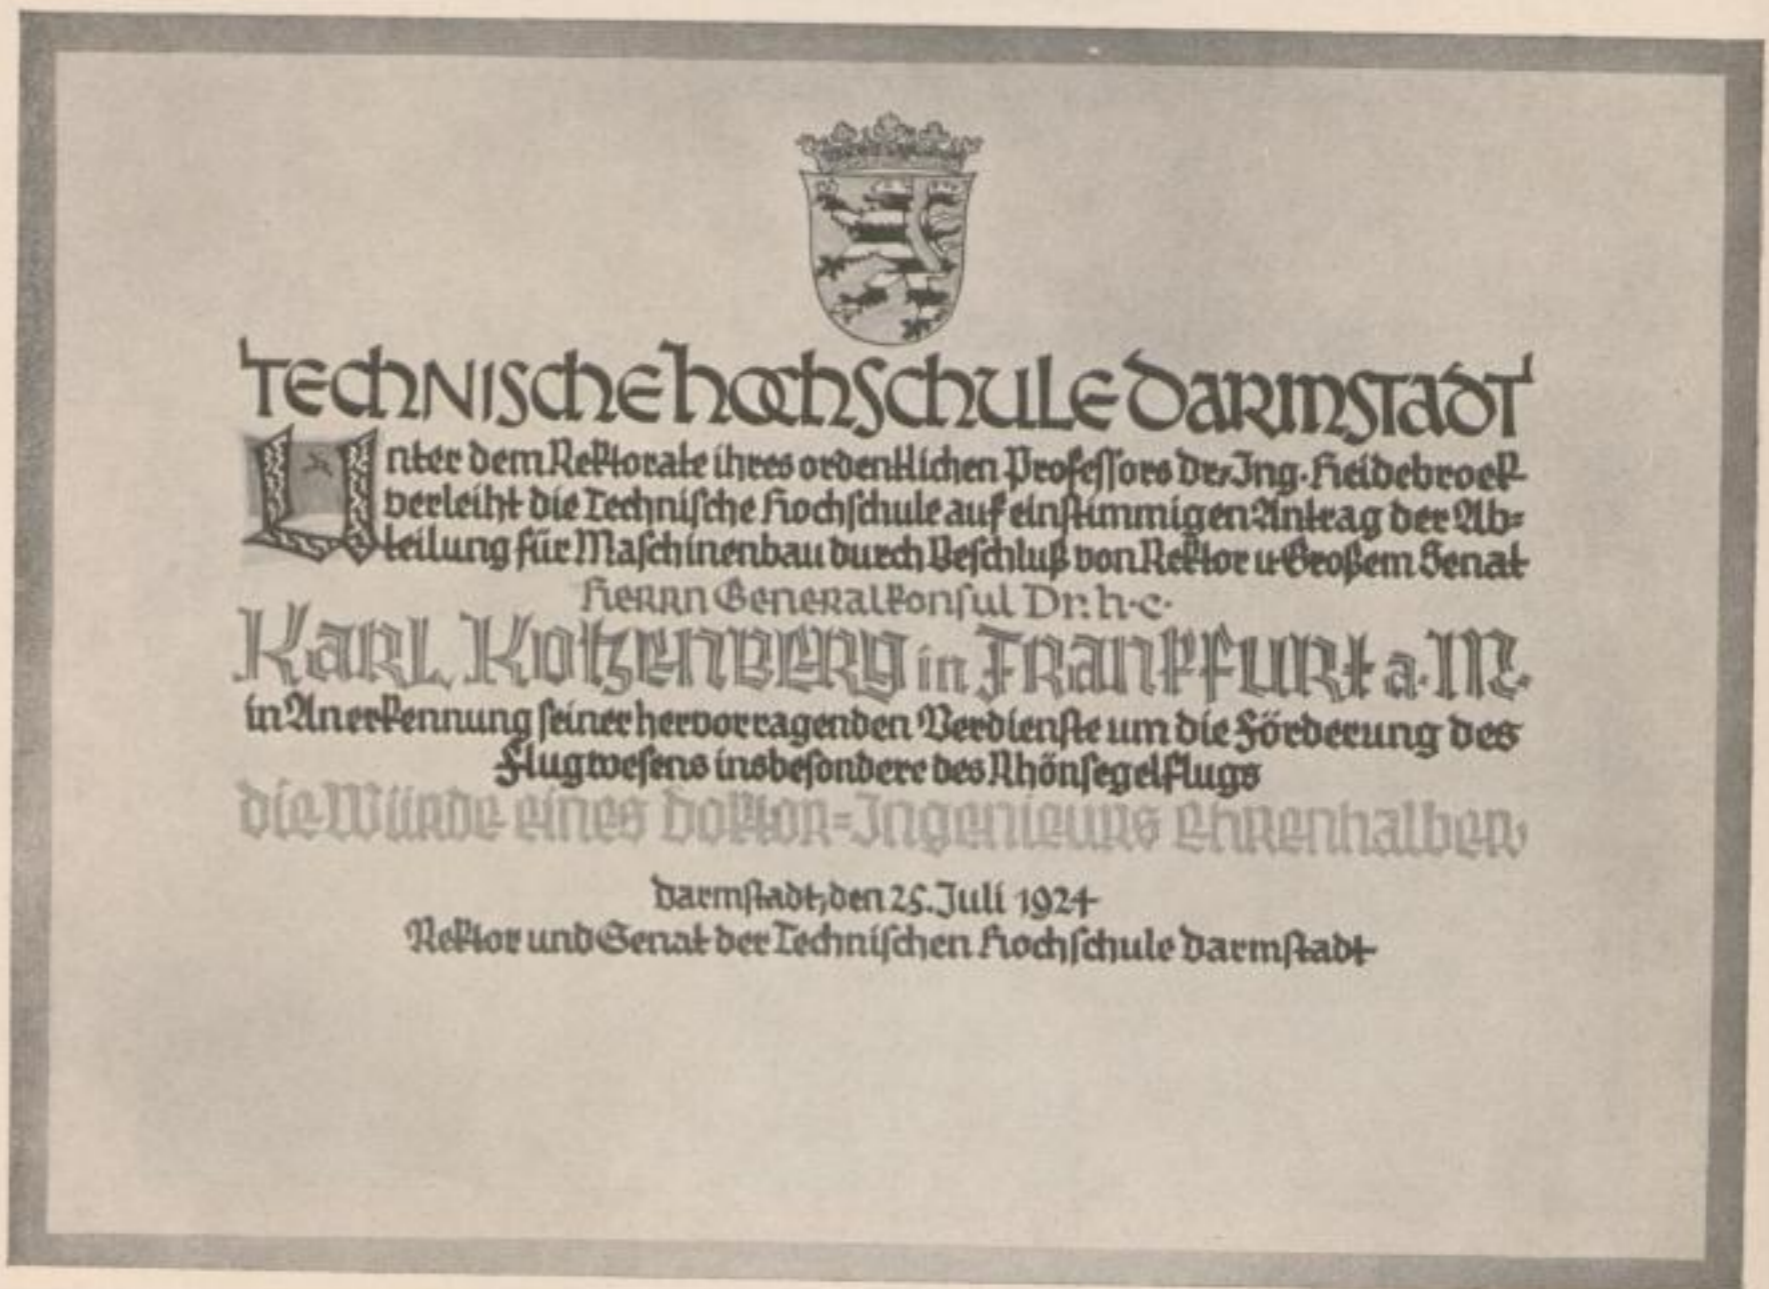 Technische Hochschule Darmstadt
Unter dem Rektorate ihres ordentlichen Professors Dr.-Ing. Heidebroek
verleiht die Technische Hochschule auf einstimmigen Antrag der Ab=
teilung für Maschinenbau durch Beschluß von Rektor u. Großem Senat
Herrn Generalkonsul Dr. h. c.
Karl Kotzenberg in Frankfurt a. M.
in Anerkennung seiner hervorragenden Verdienste um die Förderung des
Flugwesens insbesondere des Rhönsegelflugs
die Würde eines Doktor=Ingenieurs Ehrenhalber
Darmstadt, den 25. Juli 1924
Rektor und Senat der Technischen Hochschule Darmstadt